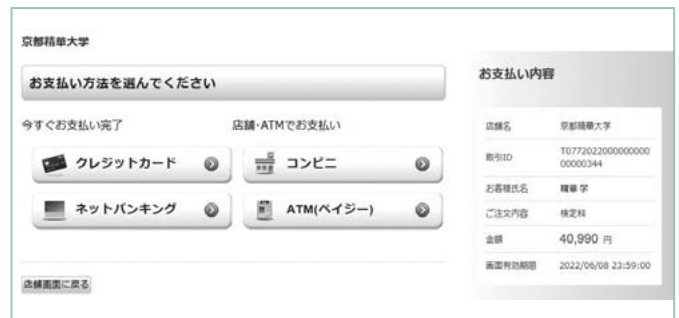 京都精華大学
お支払い方法を選んでください
今すぐお支払い完了
店舗・ATMでお支払い
クレジットカード
コンビニ
ネットバンキング
ATM(ペイジー)
店舗画面に戻る
お支払い内容
店舗名 京都精華大学
取引ID T0772022000000000
00000344
お客様氏名 精華 学
ご注文内容 検定料
金額 40,990 円
画面有効期限 2022/06/08 23:59:00